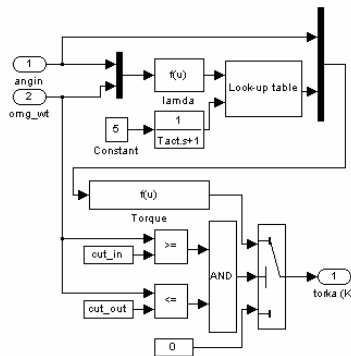 1
angin
2
omg_wt
f(u)
lamda
5
Constant
1
Tact.s+1
Look-up table
f(u)
Torque
cut_in
>=
cut_out
<=
AND
0
1
torka (K